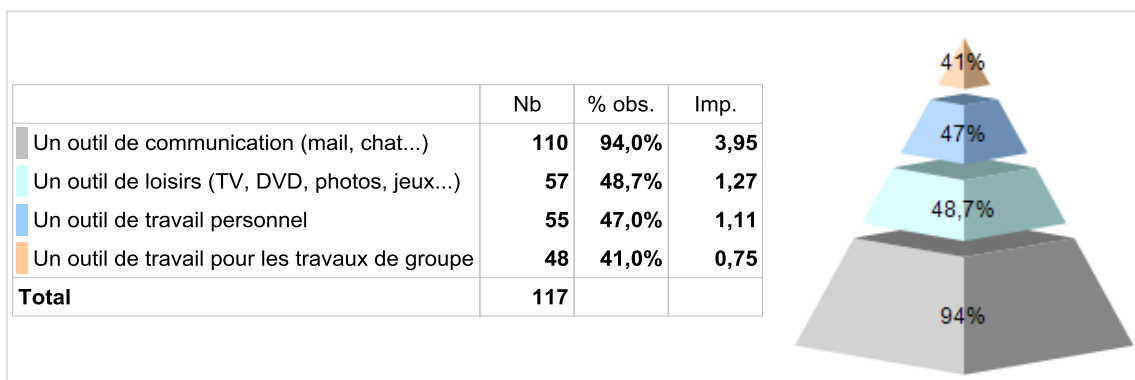 Nb % obs. Imp.
Un outil de communication (mail, chat...) 110 94,0% 3,95
Un outil de loisirs (TV, DVD, photos, jeux...) 57 48,7% 1,27
Un outil de travail personnel 55 47,0% 1,11
Un outil de travail pour les travaux de groupe 48 41,0% 0,75
Total 117
41%
47%
48,7%
94%